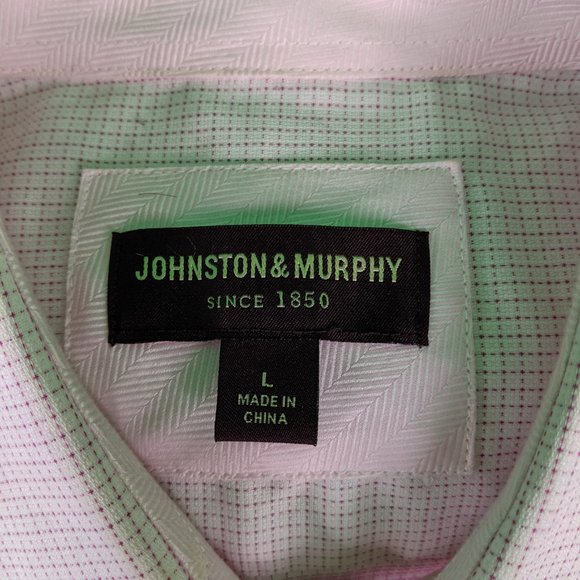 JOHNSTON & MURPHY
SINCE 1850
L
MADE IN
CHINA